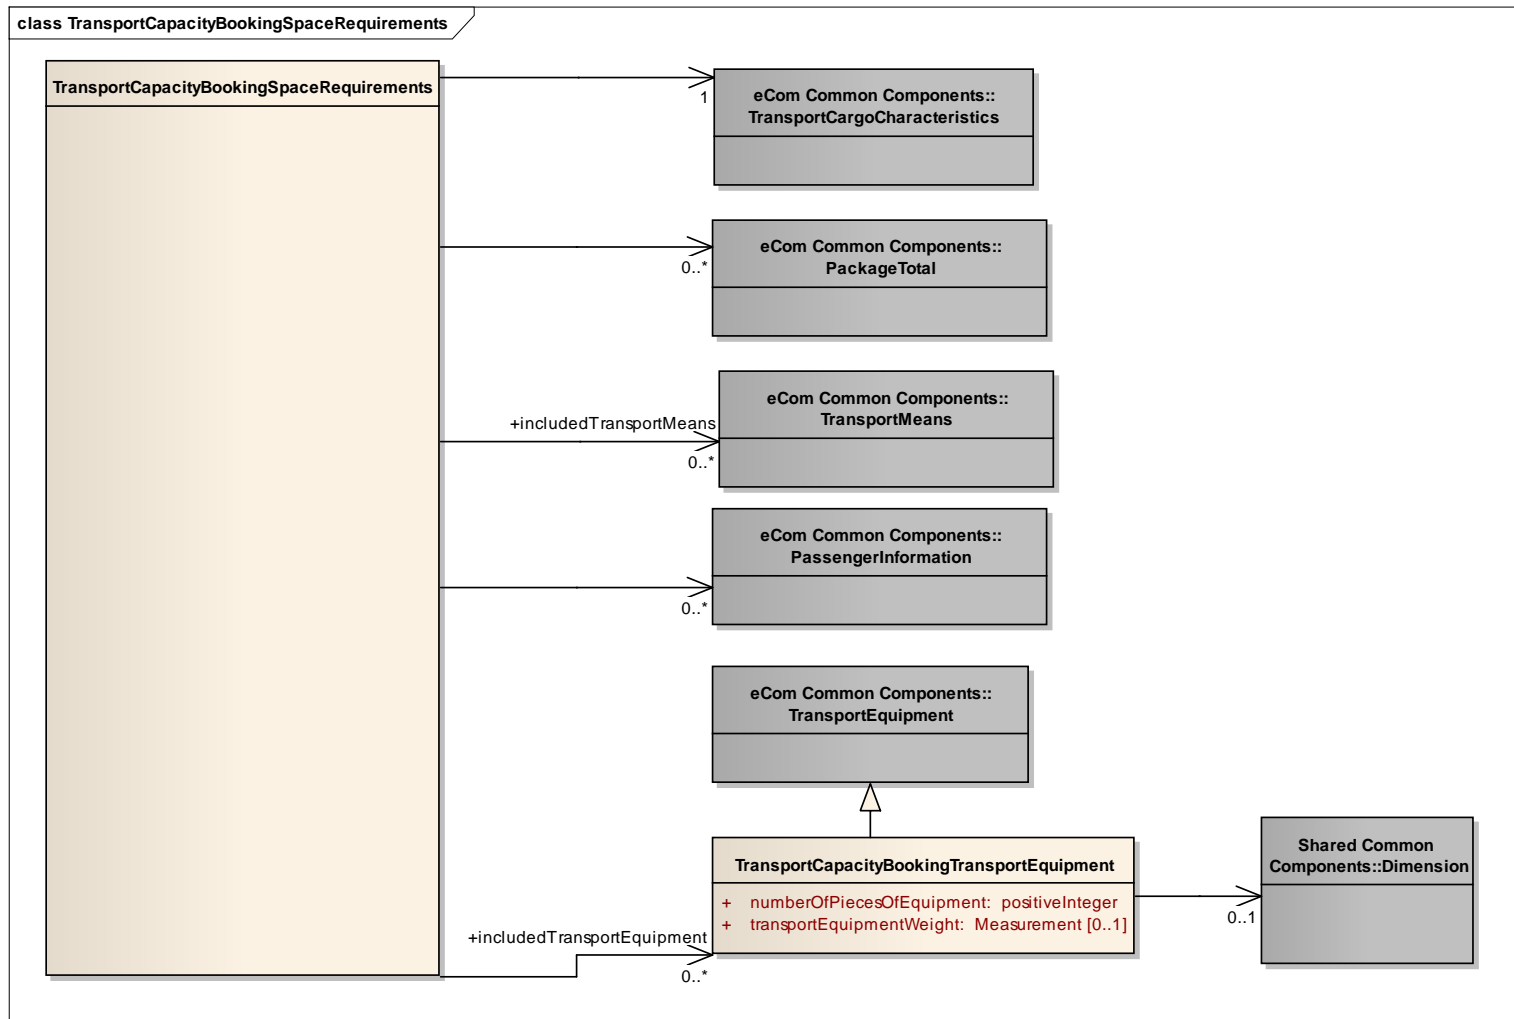 class TransportCapacityBookingSpaceRequirements
TransportCapacityBookingSpaceRequirements
1
eCom Common Components::
TransportCargoCharacteristics
0..*
eCom Common Components::
PackageTotal
+includedTransportMeans
0..*
eCom Common Components::
TransportMeans
0..*
eCom Common Components::
PassengerInformation
eCom Common Components::
TransportEquipment
+includedTransportEquipment
0..*
TransportCapacityBookingTransportEquipment
+ numberOfPiecesOfEquipment: positiveInteger
+ transportEquipmentWeight: Measurement [0..1]
0..1
Shared Common
Components::Dimension